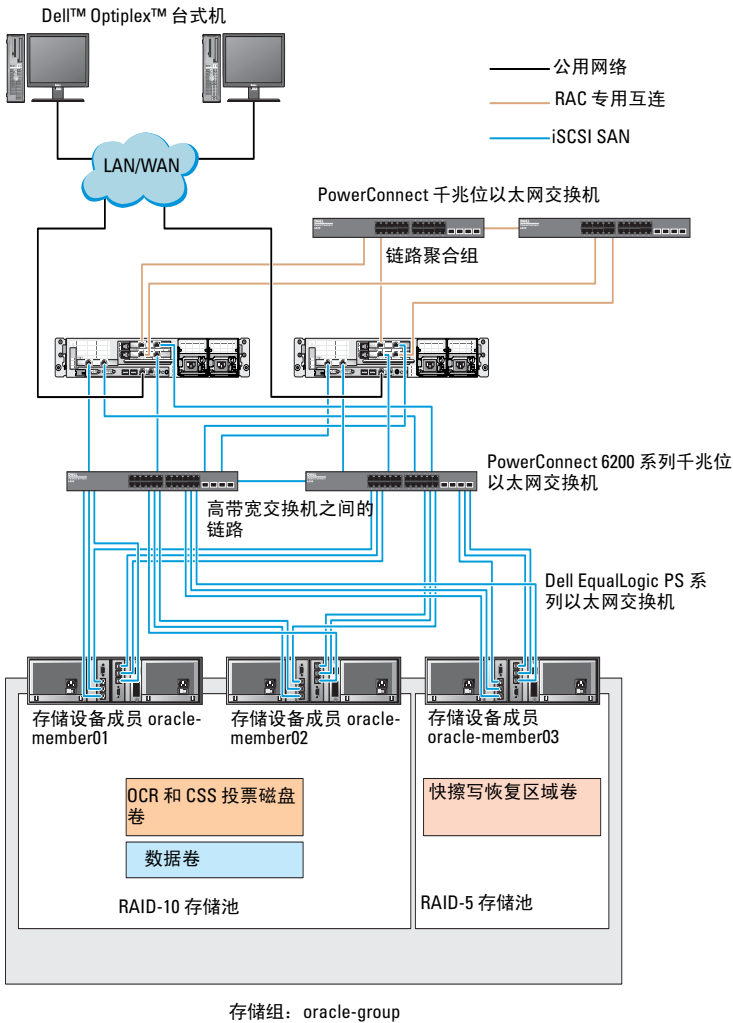 Dell™ Optiplex™ 台式机
公用网络
RAC 专用互连
iSCSI SAN
LAN/WAN
PowerConnect 千兆位以太网交换机
链路聚合组
PowerConnect 6200 系列千兆位
以太网交换机
高带宽交换机之间的
链路
Dell EqualLogic PS 系
列以太网交换机
存储设备成员 oracle-
member01
存储设备成员 oracle-
member02
存储设备成员
oracle-member03
OCR 和 CSS 投票磁盘
卷
快擦写恢复区域卷
数据卷
RAID-10 存储池
RAID-5 存储池
存储组：oracle-group